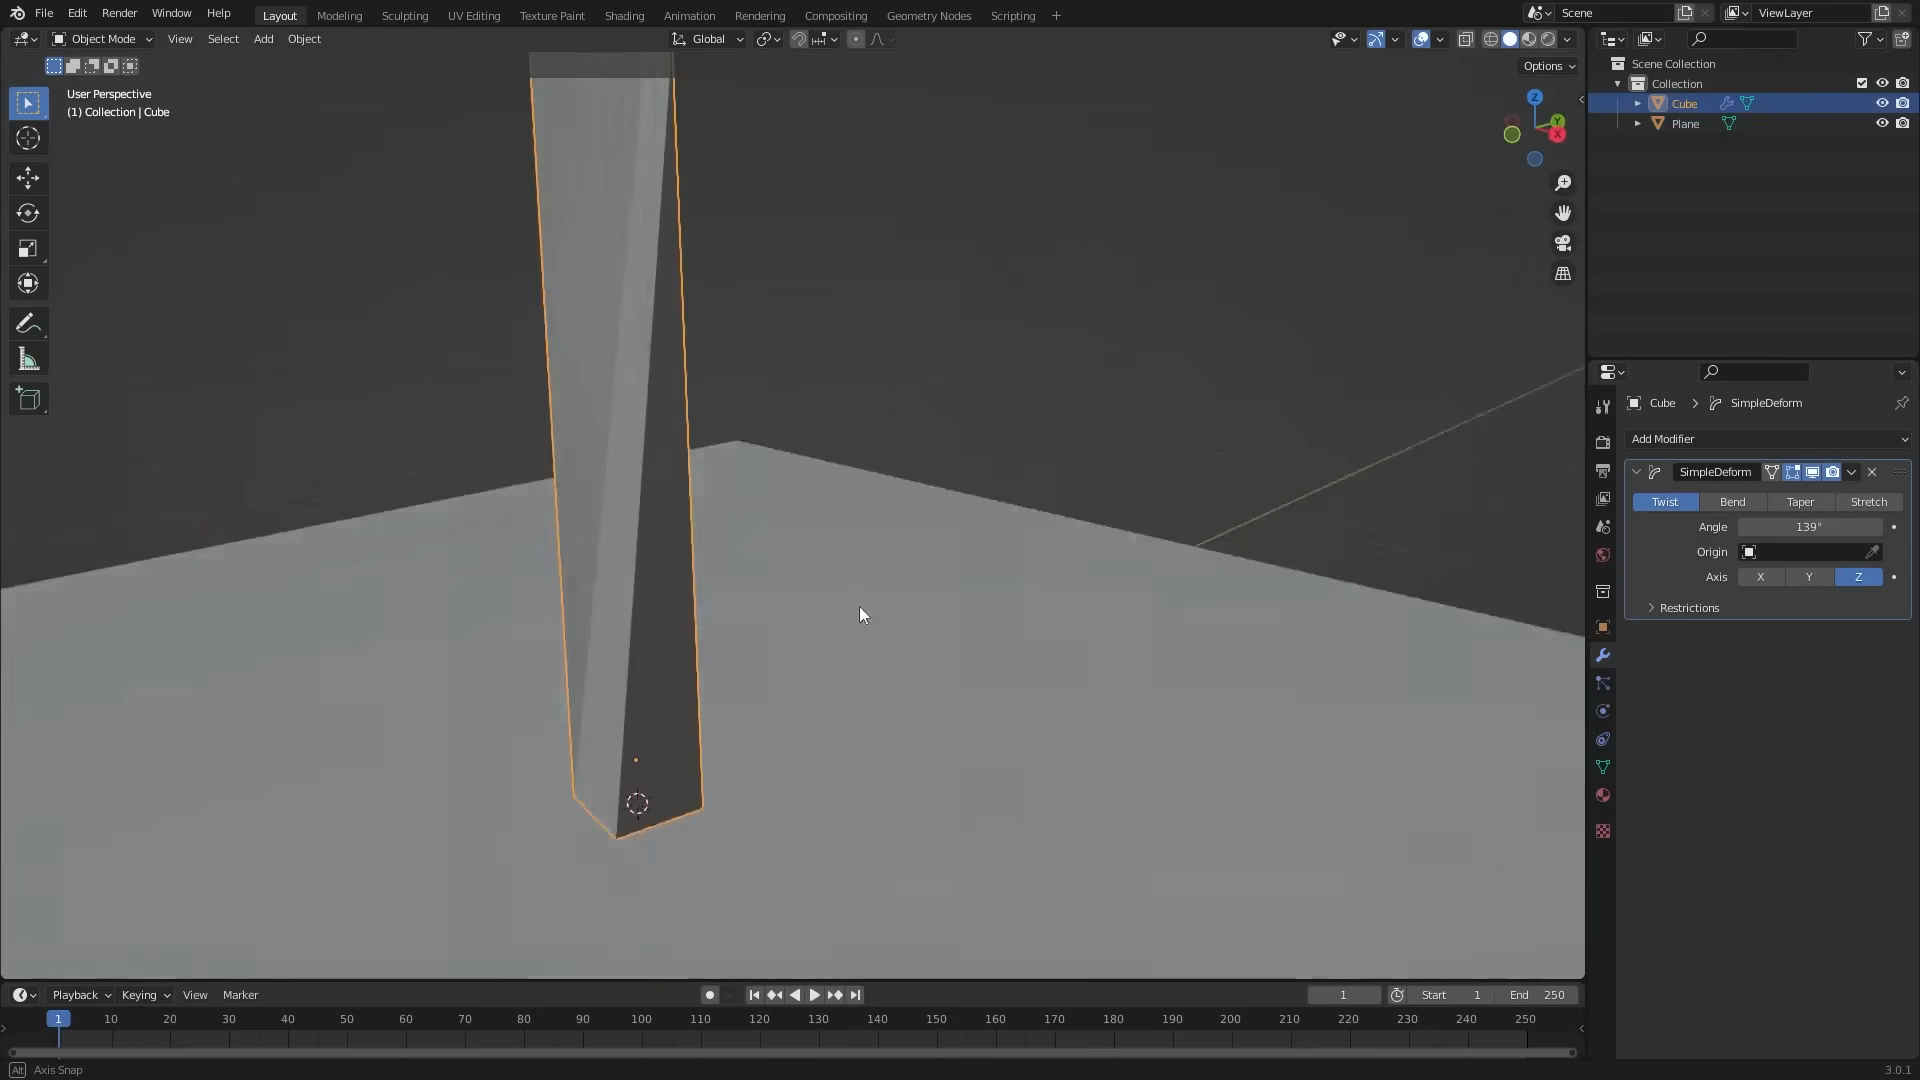 File Edit Render Window Help
Layout Modeling Sculpting UV Editing Texture Paint Shading Animation Rendering Compositing Geometry Nodes Scripting +
Scene
ViewLayer
Object Mode View Select Add Object
Global
Options
User Perspective
(1) Collection | Cube
Z
Y
X
Scene Collection
Collection
Cube
Plane
Cube > SimpleDeform
Add Modifier
SimpleDeform
Twist Bend Taper Stretch
Angle 139°
Origin
Axis X Y Z
Restrictions
Playback Keying View Marker
1
Start 1 End 250
1 10 20 30 40 50 60 70 80 90 100 110 120 130 140 150 160 170 180 190 200 210 220 230 240 250
Alt Axis Snap
3.0.1